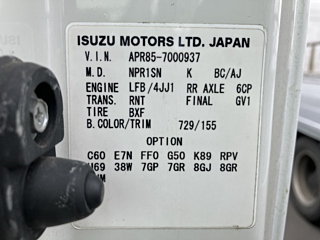 ISUZU MOTORS LTD. JAPAN
V.I.N. APR85-7000937
M.D. NPR1SN K BC/AJ
ENGINE LFB/4JJ1 RR AXLE 6CP
TRANS. RNT FINAL GV1
TIRE BXF
B.COLOR/TRIM 729/155
OPTION
C60 E7N FF0 G50 K89 RPV
38W 7GP 7GR 8GJ 8GR